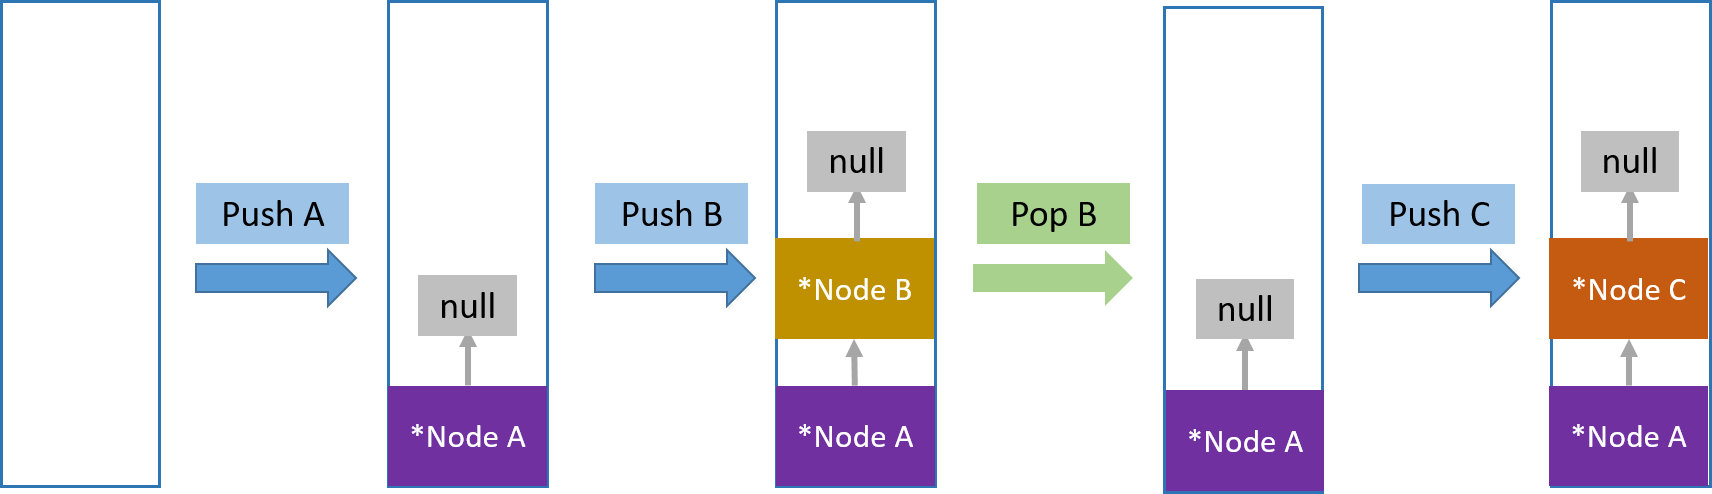 Push A
null
*Node A
Push B
null
*Node B
*Node A
Pop B
null
*Node A
Push C
null
*Node C
*Node A